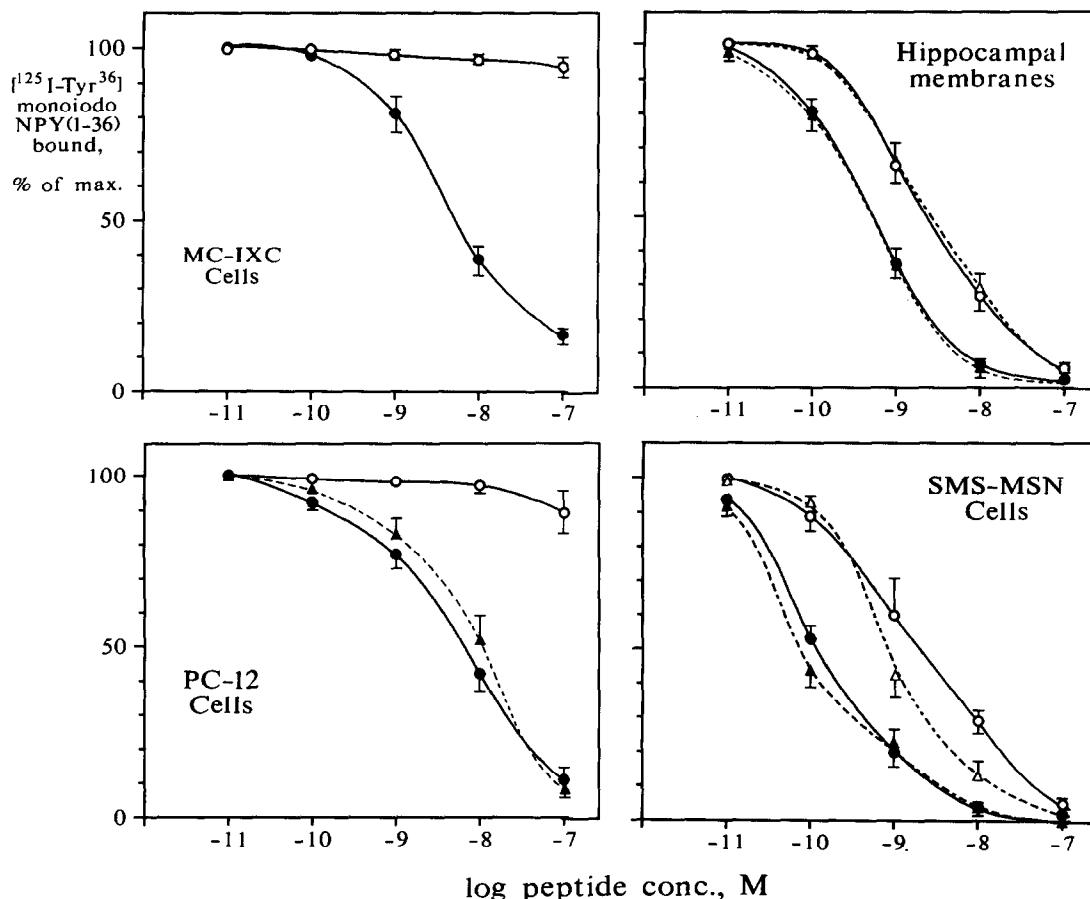 100
[¹²⁵I-Tyr³⁶]
monoiodo
NPY(1-36)
bound,
% of max.
50
0
MC-IXC
Cells
-11 -10 -9 -8 -7
Hippocampal
membranes
-11 -10 -9 -8 -7
100
50
0
PC-12
Cells
-11 -10 -9 -8 -7
SMS-MSN
Cells
-11 -10 -9 -8 -7
log peptide conc., M